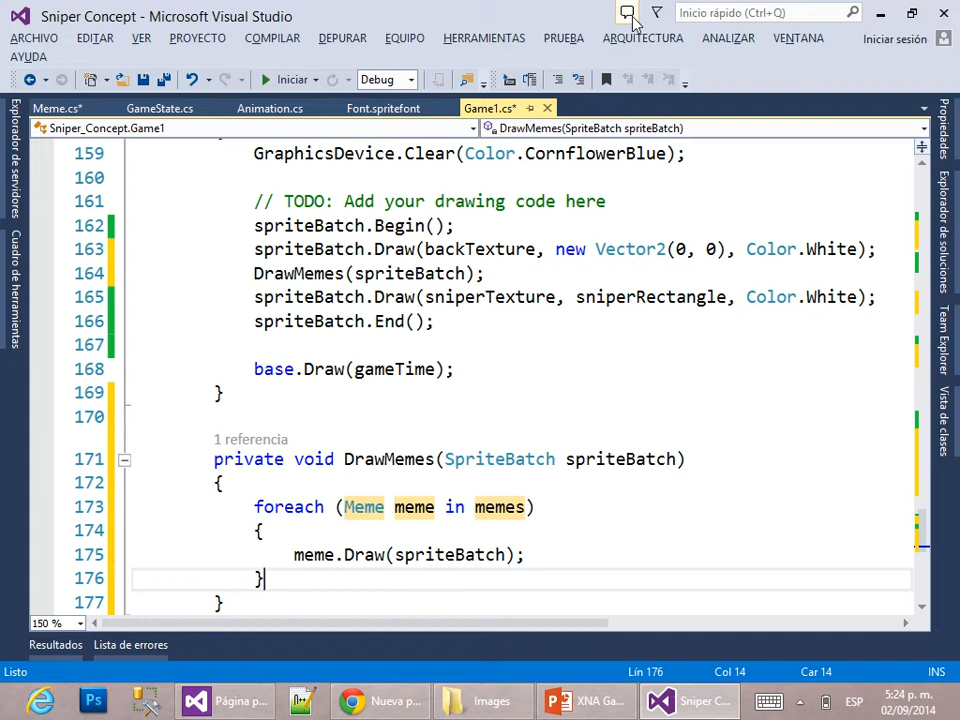 Sniper Concept - Microsoft Visual Studio
Inicio rápido (Ctrl+Q)
ARCHIVO EDITAR VER PROYECTO COMPILAR DEPURAR EQUIPO HERRAMIENTAS PRUEBA ARQUITECTURA ANALIZAR VENTANA Iniciar sesión
AYUDA
Iniciar Debug
Meme.cs* GameState.cs Animation.cs Font.spritefont Game1.cs*
Sniper_Concept.Game1 DrawMemes(SpriteBatch spriteBatch)
159 GraphicsDevice.Clear(Color.CornflowerBlue);
160
161 // TODO: Add your drawing code here
162 spriteBatch.Begin();
163 spriteBatch.Draw(backTexture, new Vector2(0, 0), Color.White);
164 DrawMemes(spriteBatch);
165 spriteBatch.Draw(sniperTexture, sniperRectangle, Color.White);
166 spriteBatch.End();
167
168 base.Draw(gameTime);
169 }
170
1 referencia
171 private void DrawMemes(SpriteBatch spriteBatch)
172 {
173 foreach (Meme meme in memes)
174 {
175 meme.Draw(spriteBatch);
176 }
177 }
150 %
Explorador de servidores
Cuadro de herramientas
Propiedades
Explorador de soluciones
Team Explorer
Vista de clases
Resultados Lista de errores
Listo Lín 176 Col 14 Car 14 INS
Ps Página p... Nueva p... Images XNA Ga... Sniper C... ESP 5:24 p. m.
02/09/2014